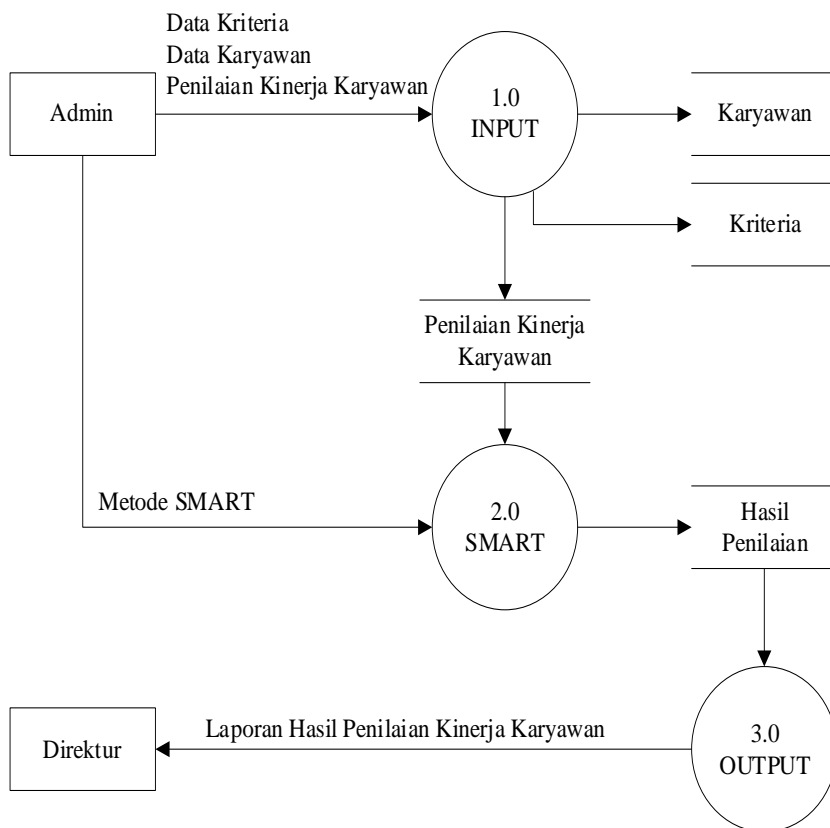 Data Kriteria
Data Karyawan
Penilaian Kinerja Karyawan
Admin
1.0
INPUT
Karyawan
Kriteria
Penilaian Kinerja
Karyawan
Metode SMART
2.0
SMART
Hasil
Penilaian
Direktur
Laporan Hasil Penilaian Kinerja Karyawan
3.0
OUTPUT